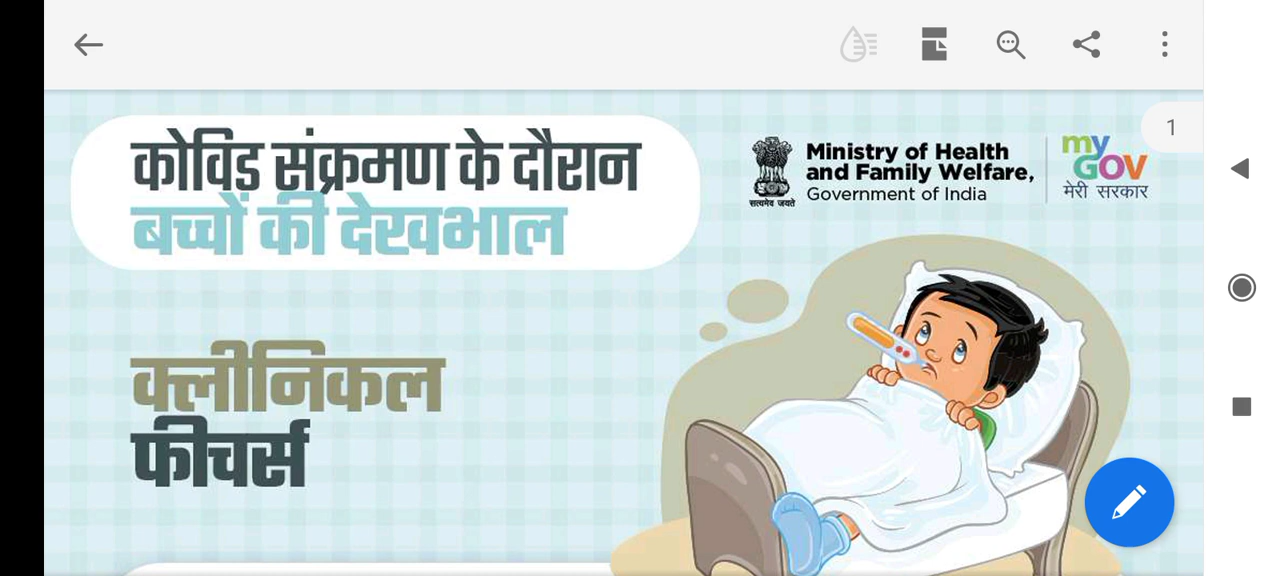 कोविड संक्रमण के दौरान
बच्चों की देखभाल
Ministry of Health
and Family Welfare,
Government of India
सत्यमेव जयते
my
GOV
मेरी सरकार
1
क्लीनिकल
फीचर्स